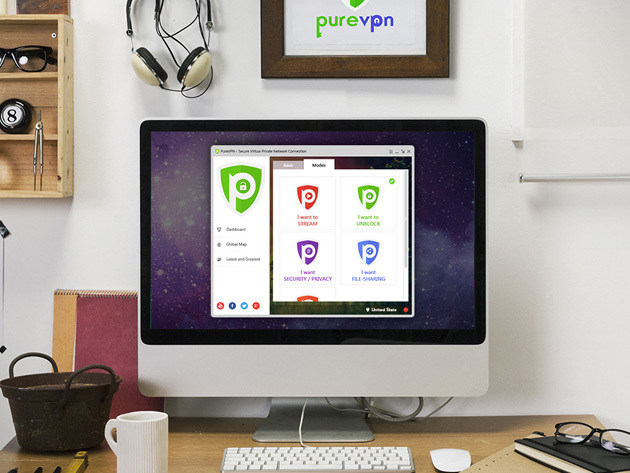 purevpn
8
PureVPN - Secure Virtual Private Network Connection
Basic
Modes
I want to
STREAM
I want to
UNBLOCK
Dashboard
Global Map
Latest and Greatest
I want
SECURITY / PRIVACY
I want
FILE-SHARING
United State